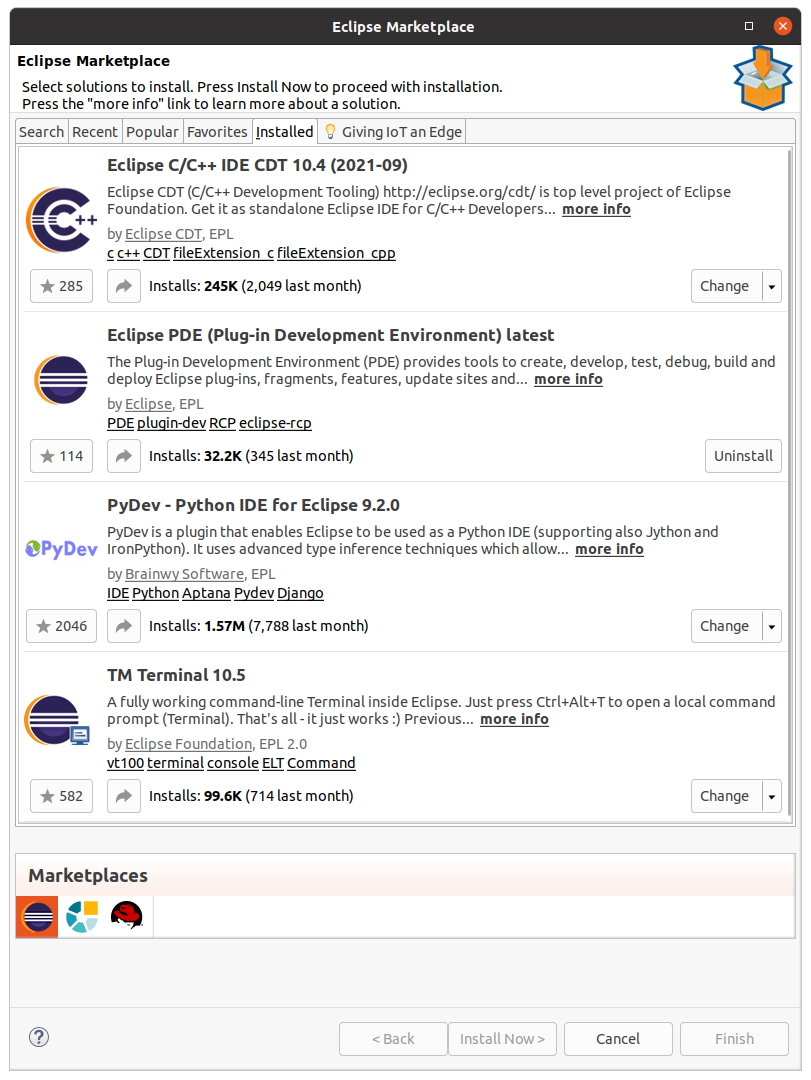 Eclipse Marketplace
Eclipse Marketplace
Select solutions to install. Press Install Now to proceed with installation.
Press the "more info" link to learn more about a solution.
Search Recent Popular Favorites Installed Giving IoT an Edge
Eclipse C/C++ IDE CDT 10.4 (2021-09)
Eclipse CDT (C/C++ Development Tooling) http://eclipse.org/cdt/ is top level project of Eclipse
Foundation. Get it as standalone Eclipse IDE for C/C++ Developers... more info
by Eclipse CDT, EPL
c c++ CDT fileExtension_c fileExtension_cpp
285 Installs: 245K (2,049 last month) Change
Eclipse PDE (Plug-in Development Environment) latest
The Plug-in Development Environment (PDE) provides tools to create, develop, test, debug, build and
deploy Eclipse plug-ins, fragments, features, update sites and... more info
by Eclipse, EPL
PDE plugin-dev RCP eclipse-rcp
114 Installs: 32.2K (345 last month) Uninstall
PyDev - Python IDE for Eclipse 9.2.0
PyDev is a plugin that enables Eclipse to be used as a Python IDE (supporting also Jython and
IronPython). It uses advanced type inference techniques which allow... more info
PyDev
by Brainwy Software, EPL
IDE Python Aptana Pydev Django
2046 Installs: 1.57M (7,788 last month) Change
TM Terminal 10.5
A fully working command-line Terminal inside Eclipse. Just press Ctrl+Alt+T to open a local command
prompt (Terminal). That's all - it just works :) Previous... more info
by Eclipse Foundation, EPL 2.0
vt100 terminal console ELT Command
582 Installs: 99.6K (714 last month) Change
Marketplaces
? < Back Install Now > Cancel Finish